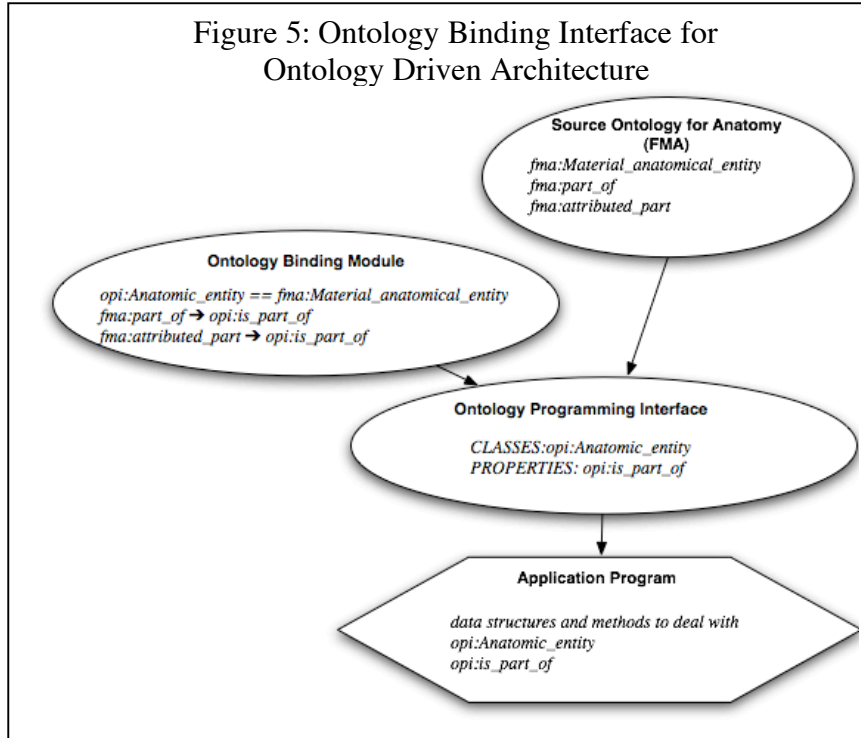 Figure 5: Ontology Binding Interface for
Ontology Driven Architecture
Source Ontology for Anatomy
(FMA)
fma:Material_anatomical_entity
fma:part_of
fma:attributed_part
Ontology Binding Module
opi:Anatomic_entity == fma:Material_anatomical_entity
fma:part_of ➔ opi:is_part_of
fma:attributed_part ➔ opi:is_part_of
Ontology Programming Interface
CLASSES:opi:Anatomic_entity
PROPERTIES: opi:is_part_of
Application Program
data structures and methods to deal with
opi:Anatomic_entity
opi:is_part_of